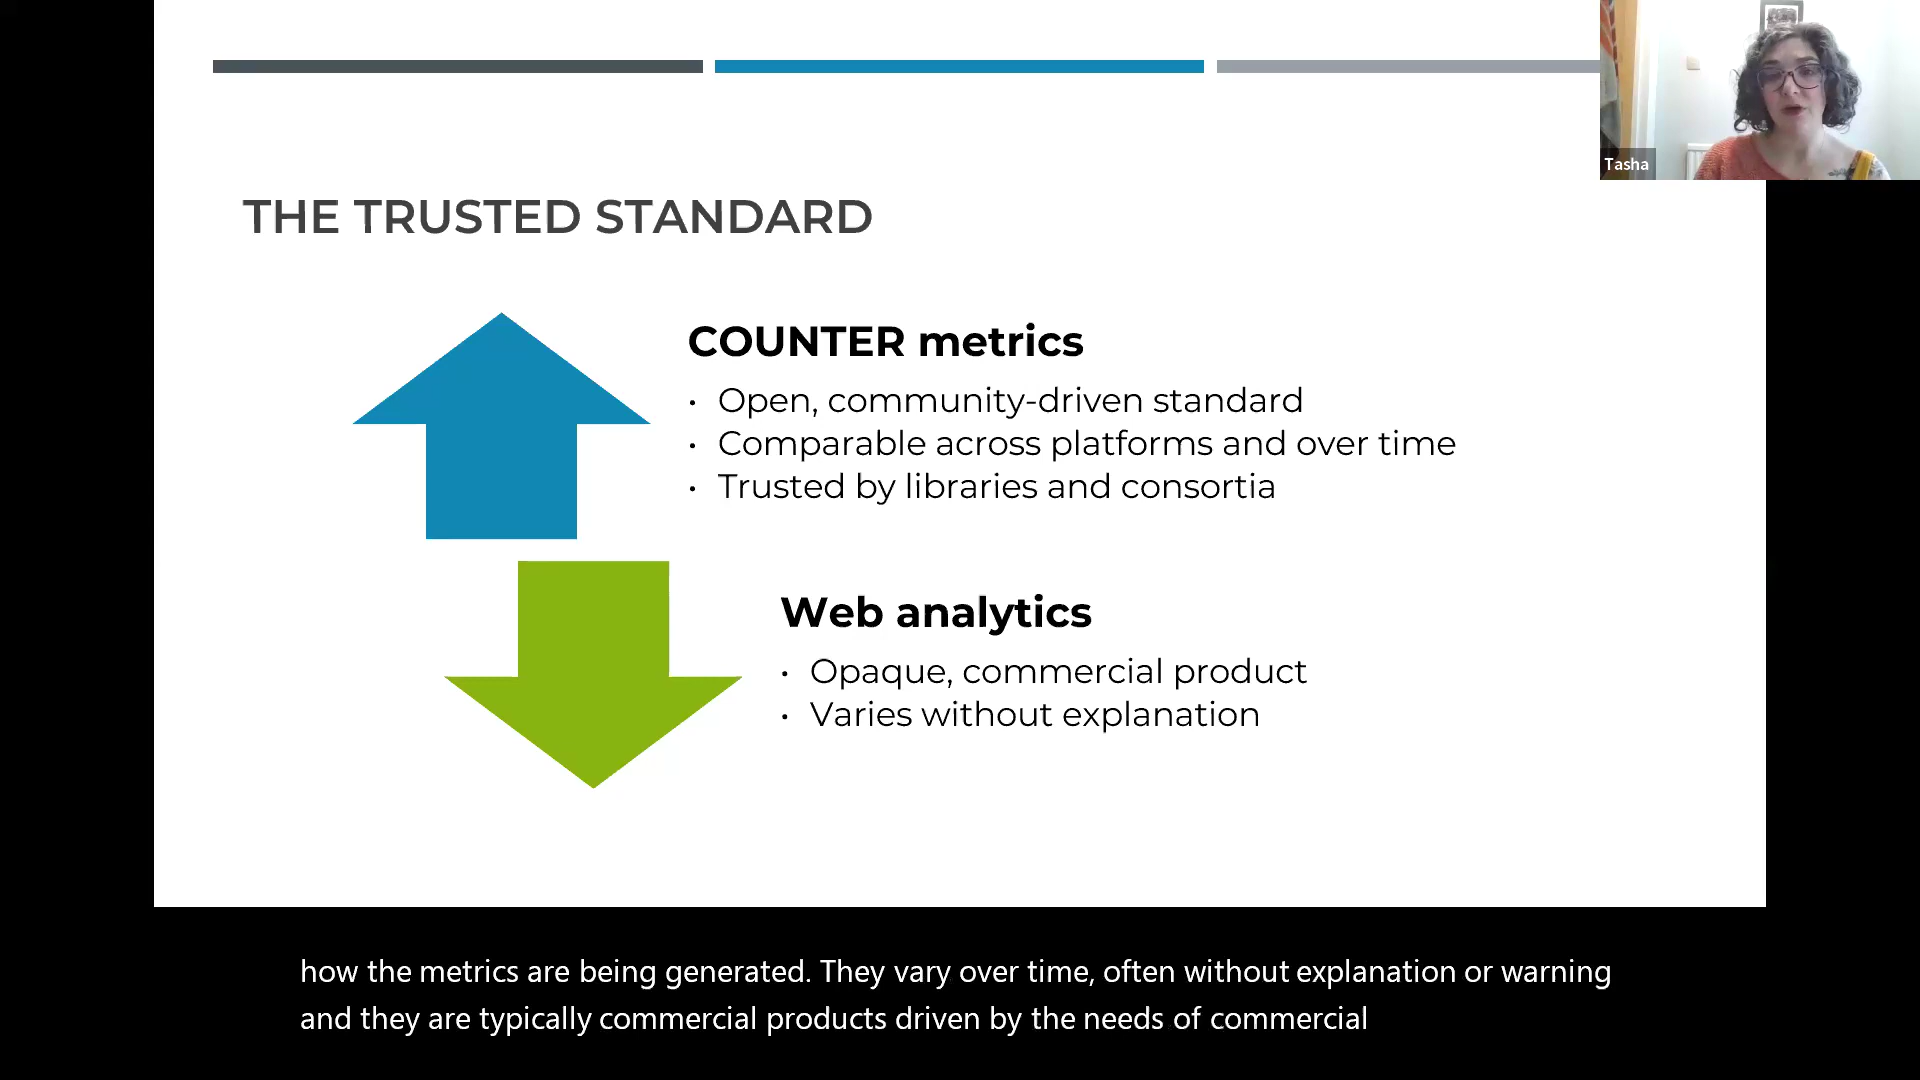 Tasha
THE TRUSTED STANDARD
COUNTER metrics
• Open, community-driven standard
• Comparable across platforms and over time
• Trusted by libraries and consortia
Web analytics
• Opaque, commercial product
• Varies without explanation
how the metrics are being generated. They vary over time, often without explanation or warning
and they are typically commercial products driven by the needs of commercial